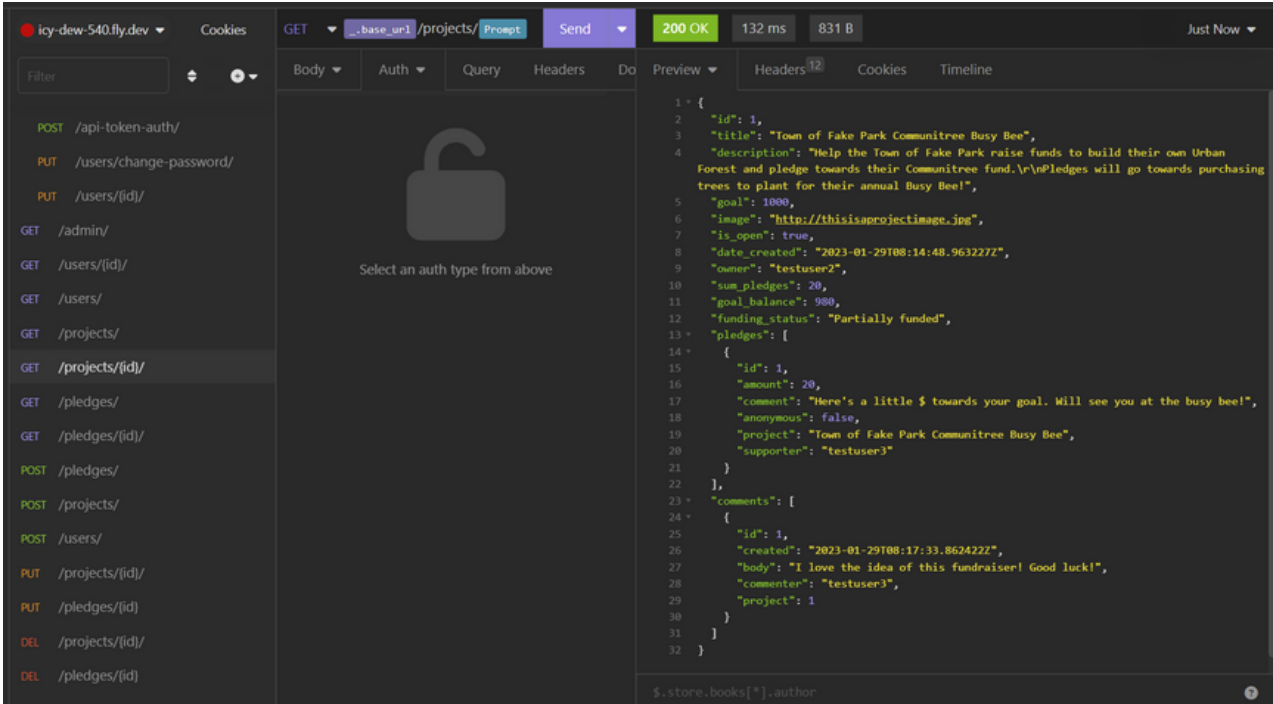 icy-dew-540.fly.dev Cookies
Filter
POST /api-token-auth/
PUT /users/change-password/
PUT /users/{id}/
GET /admin/
GET /users/{id}/
GET /users/
GET /projects/
GET /projects/{id}/
GET /pledges/
GET /pledges/{id}/
POST /pledges/
POST /projects/
POST /users/
PUT /projects/{id}/
PUT /pledges/{id}
DEL /projects/{id}/
DEL /pledges/{id}
GET _.base_url /projects/ Prompt Send
Body Auth Query Headers Do
Select an auth type from above
200 OK 132 ms 831 B Just Now
Preview Headers 12 Cookies Timeline
1 {
2 "id": 1,
3 "title": "Town of Fake Park Communitree Busy Bee",
4 "description": "Help the Town of Fake Park raise funds to build their own Urban
Forest and pledge towards their Communitree fund.\r\nPledges will go towards purchasing
trees to plant for their annual Busy Bee!",
5 "goal": 1000,
6 "image": "http://thisisaprojectimage.jpg",
7 "is_open": true,
8 "date_created": "2023-01-29T08:14:48.963227Z",
9 "owner": "testuser2",
10 "sum_pledges": 20,
11 "goal_balance": 980,
12 "funding_status": "Partially funded",
13 "pledges": [
14 {
15 "id": 1,
16 "amount": 20,
17 "comment": "Here's a little $ towards your goal. Will see you at the busy bee!",
18 "anonymous": false,
19 "project": "Town of Fake Park Communitree Busy Bee",
20 "supporter": "testuser3"
21 }
22 ],
23 "comments": [
24 {
25 "id": 1,
26 "created": "2023-01-29T08:17:33.862422Z",
27 "body": "I love the idea of this fundraiser! Good luck!",
28 "commenter": "testuser3",
29 "project": 1
30 }
31 ]
32 }
$.store.books[*].author